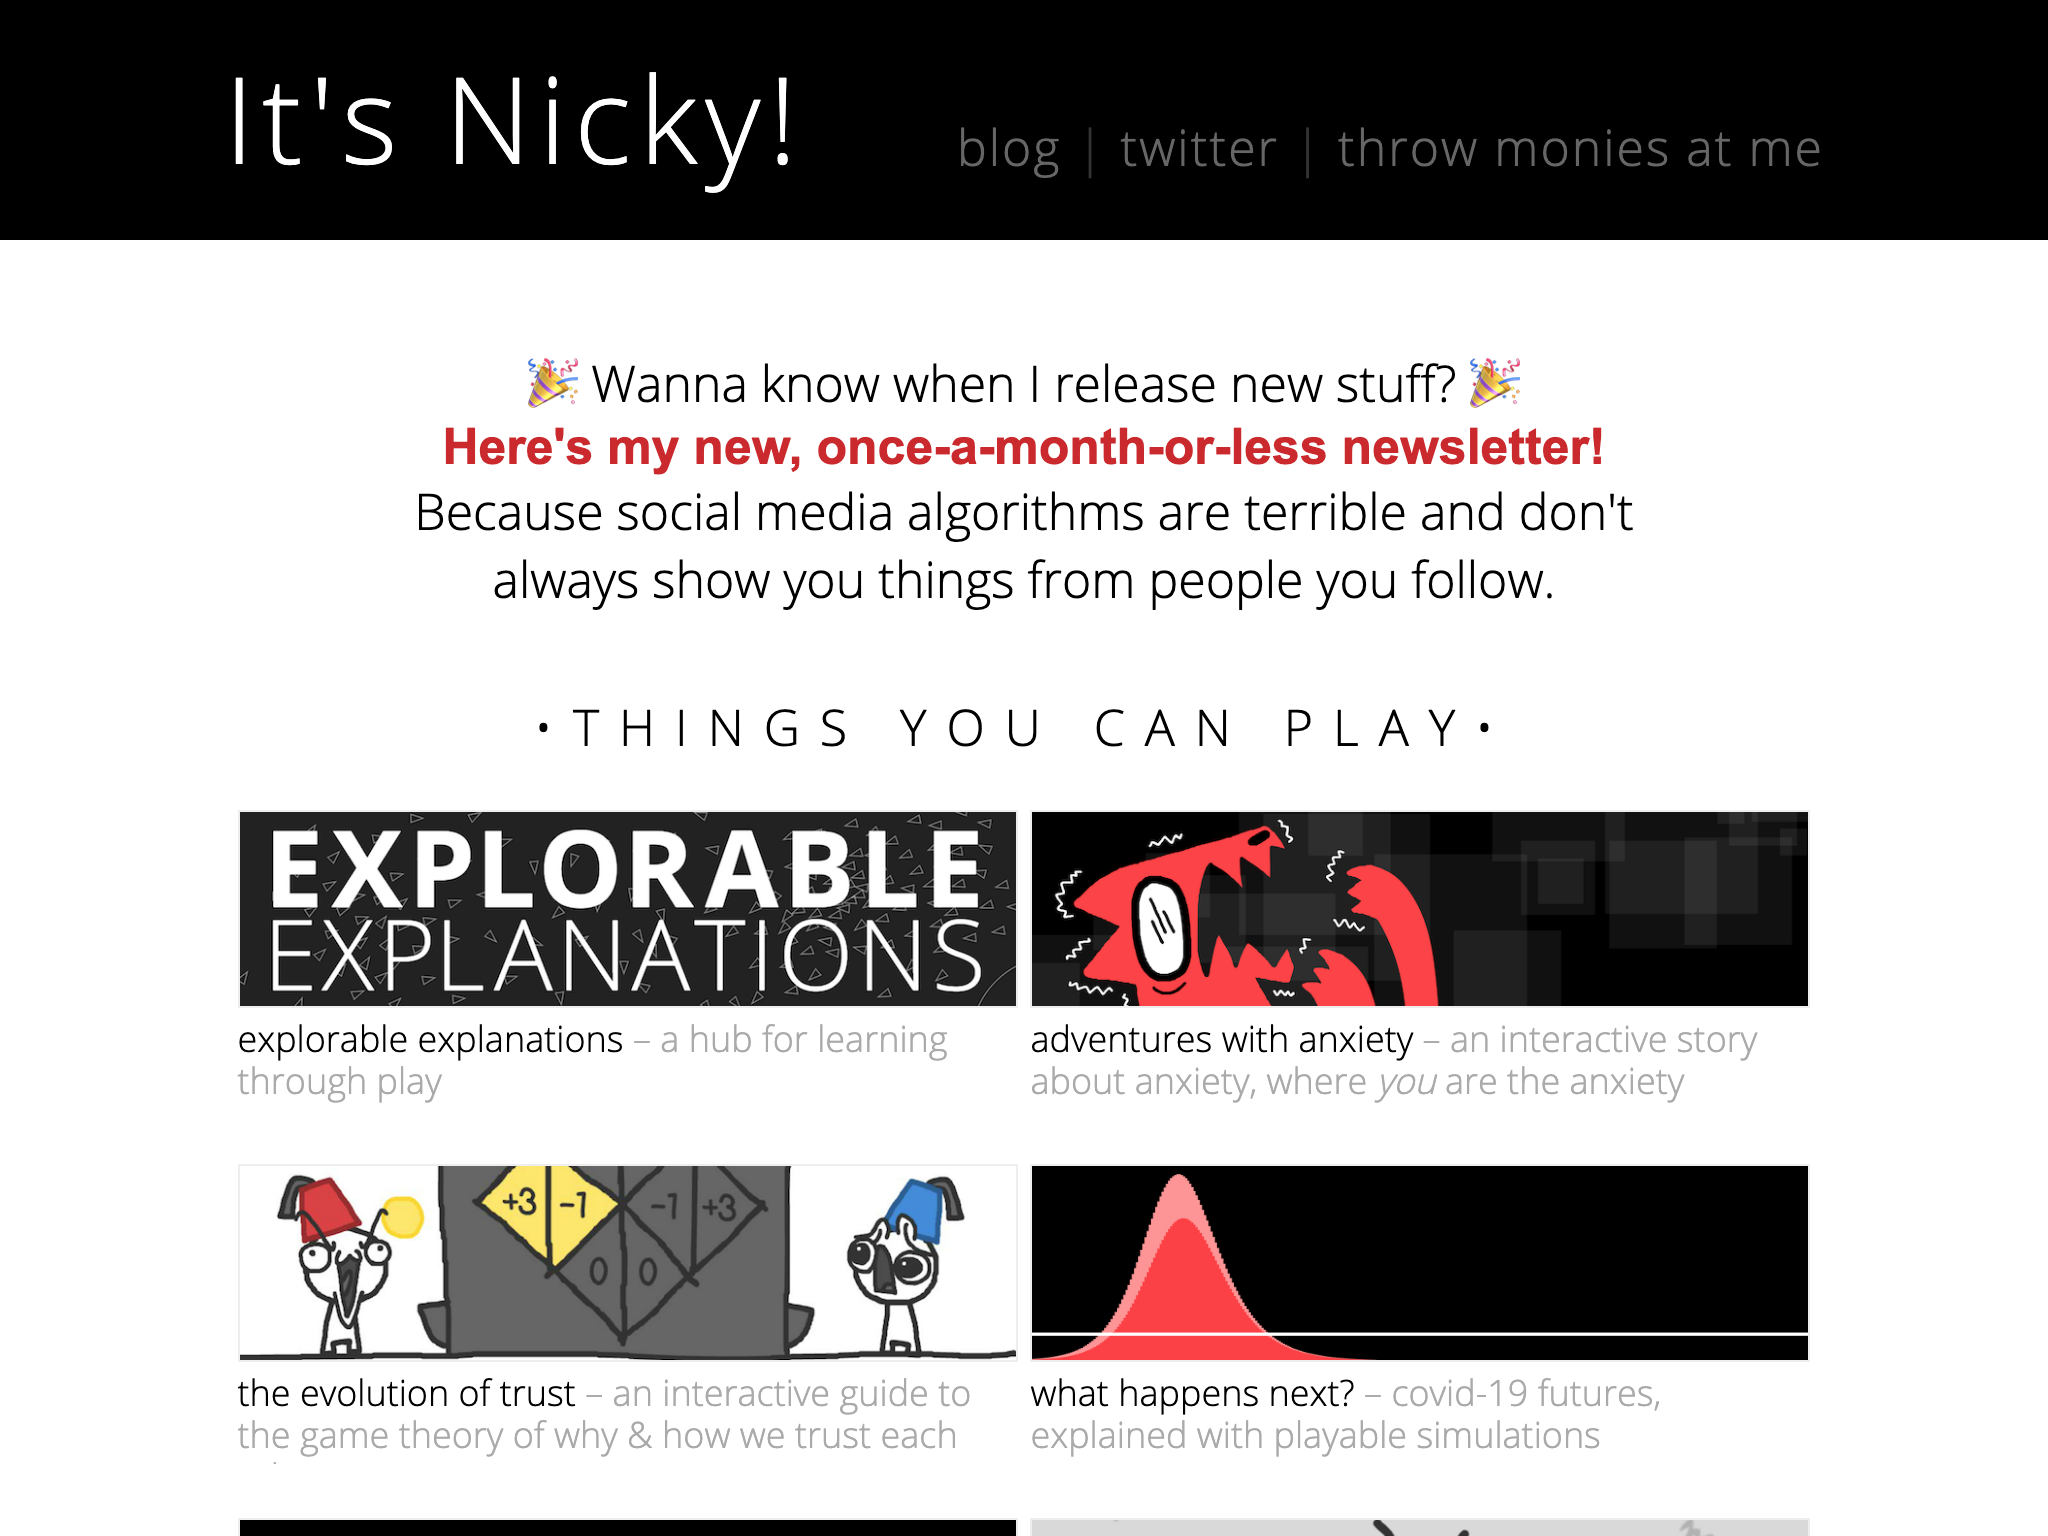 It's Nicky!
blog | twitter | throw monies at me
🎉 Wanna know when I release new stuff? 🎉
Here's my new, once-a-month-or-less newsletter!
Because social media algorithms are terrible and don't
always show you things from people you follow.
• THINGS YOU CAN PLAY •
EXPLORABLE
EXPLANATIONS
explorable explanations – a hub for learning
through play
adventures with anxiety – an interactive story
about anxiety, where you are the anxiety
+3 -1 -1 +3
0 0
the evolution of trust – an interactive guide to
the game theory of why & how we trust each
what happens next? – covid-19 futures,
explained with playable simulations